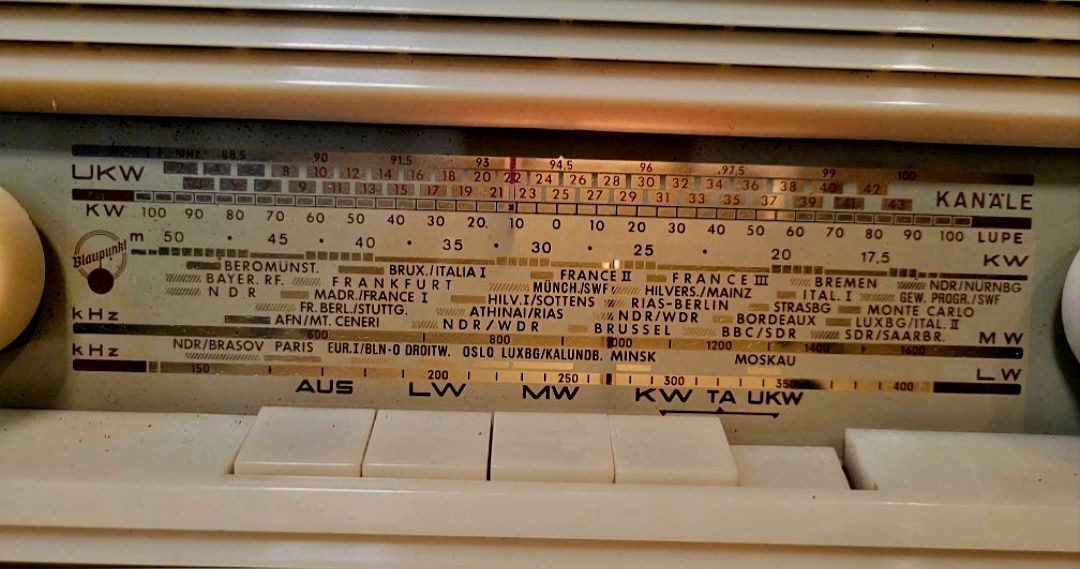 MHz 88,5 90 91,5 93 94,5 96 97,5 99 100
UKW 2 4 6 8 10 12 14 16 18 20 22 24 26 28 30 32 34 36 38 40 42
3 5 7 9 11 13 15 17 19 21 23 25 27 29 31 33 35 37 39 41 43 KANÄLE
KW 100 90 80 70 60 50 40 30 20 10 0 10 20 30 40 50 60 70 80 90 100 LUPE
Blaupunkt
m 50 • 45 • 40 • 35 • 30 • 25 • 20 • 17,5 KW
BEROMÜNST. BRUX./ITALIA I FRANCE II FRANCE III BREMEN NDR/NÜRNBG
BAYER. RF. FRANKFURT MÜNCH./SWF HILVERS./MAINZ ITAL. I GEW. PROGR./SWF
NDR MADR./FRANCE I HILV. I/SOTTENS RIAS-BERLIN STRASBG MONTE CARLO
FR. BERL./STUTTG. ATHINAI/RIAS NDR/WDR BORDEAUX LUXBG/ITAL. II
kHz AFN/MT. CENERI NDR/WDR BRUSSEL BBC/SDR SDR/SAARBR. MW
600 800 1000 1200 1400 1600
kHz NDR/BRASOV PARIS EUR.I/BLN-O DROITW. OSLO LUXBG/KALUNDB. MINSK MOSKAU LW
150 200 250 300 350 400
AUS LW MW KW TA UKW